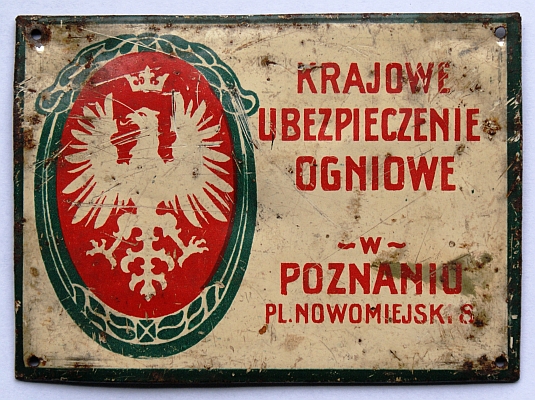 KRAJOWE
UBEZPIECZENIE
OGNIOWE
~W~
POZNANIU
PL.NOWOMIEJSK. 8.